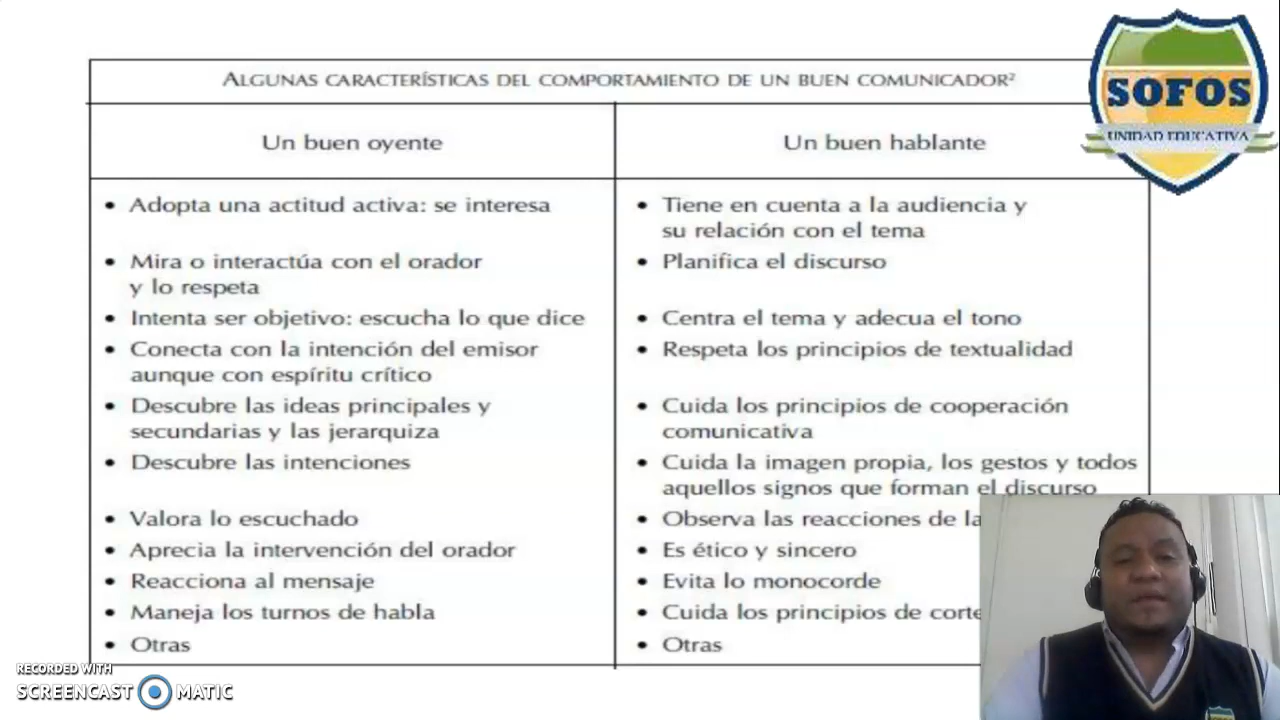 ALGUNAS CARACTERÍSTICAS DEL COMPORTAMIENTO DE UN BUEN COMUNICADOR²
SOFOS
UNIDAD EDUCATIVA
Un buen oyente
Un buen hablante
• Adopta una actitud activa: se interesa
• Mira o interactúa con el orador
y lo respeta
• Intenta ser objetivo: escucha lo que dice
• Conecta con la intención del emisor
aunque con espíritu crítico
• Descubre las ideas principales y
secundarias y las jerarquiza
• Descubre las intenciones
• Valora lo escuchado
• Aprecia la intervención del orador
• Reacciona al mensaje
• Maneja los turnos de habla
• Otras
• Tiene en cuenta a la audiencia y
su relación con el tema
• Planifica el discurso
• Centra el tema y adecua el tono
• Respeta los principios de textualidad
• Cuida los principios de cooperación
comunicativa
• Cuida la imagen propia, los gestos y todos
aquellos signos que forman el discurso
• Observa las reacciones de la
• Es ético y sincero
• Evita lo monocorde
• Cuida los principios de
• Otras
RECORDED WITH
SCREENCAST MATIC